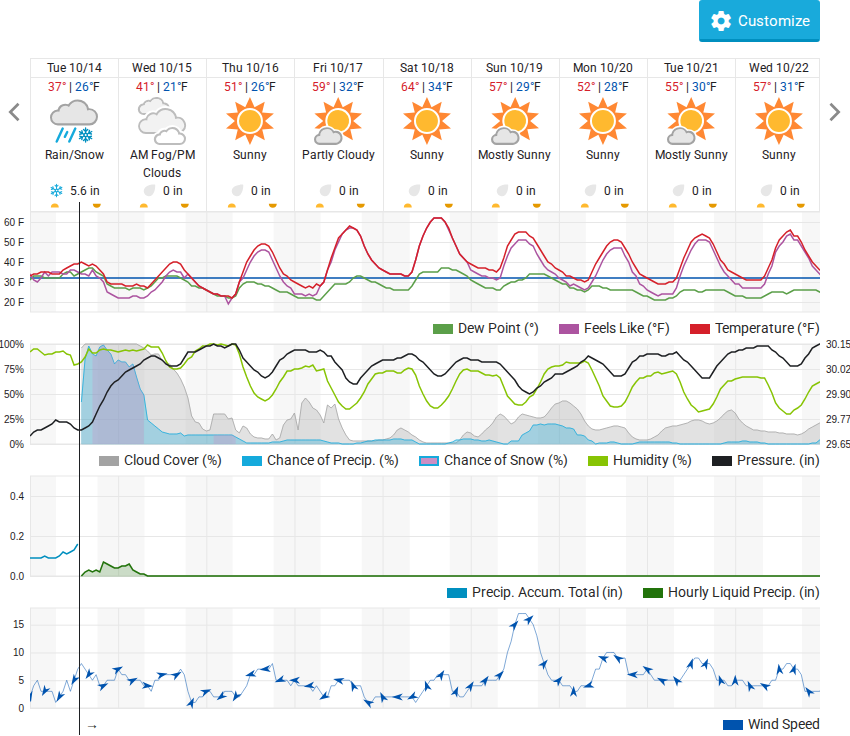 Customize
Tue 10/14 Wed 10/15 Thu 10/16 Fri 10/17 Sat 10/18 Sun 10/19 Mon 10/20 Tue 10/21 Wed 10/22
37° | 26°F 41° | 21°F 51° | 26°F 59° | 32°F 64° | 34°F 57° | 29°F 52° | 28°F 55° | 30°F 57° | 31°F
Rain/Snow AM Fog/PM Clouds Sunny Partly Cloudy Sunny Mostly Sunny Sunny Mostly Sunny Sunny
5.6 in 0 in 0 in 0 in 0 in 0 in 0 in 0 in 0 in
60 F
50 F
40 F
30 F
20 F
Dew Point (°) Feels Like (°F) Temperature (°F)
100% 30.15
75% 30.02
50% 29.90
25% 29.77
0% 29.65
Cloud Cover (%) Chance of Precip. (%) Chance of Snow (%) Humidity (%) Pressure. (in)
0.4
0.2
0.0
Precip. Accum. Total (in) Hourly Liquid Precip. (in)
15
10
5
0
→
Wind Speed